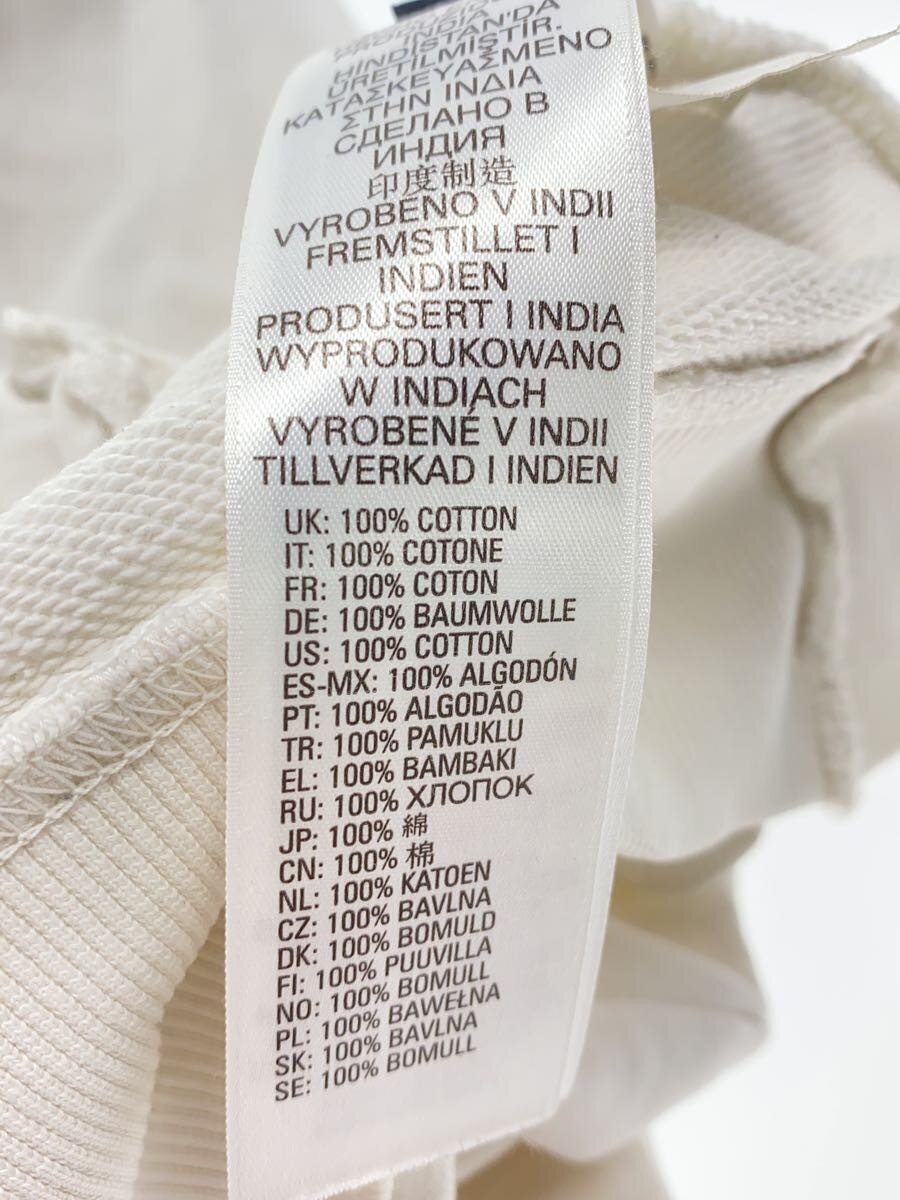 HINDISTAN'DA
ÜRETİLMİŞTİR.
ΚΑΤΑΣΚΕΥΑΣΜΕΝΟ
ΣΤΗΝ ΙΝΔΙΑ
СДЕЛАНО В
ИНДИЯ
印度制造
VYROBENO V INDII
FREMSTILLET I
INDIEN
PRODUSERT I INDIA
WYPRODUKOWANO
W INDIACH
VYROBENÉ V INDII
TILLVERKAD I INDIEN
UK: 100% COTTON
IT: 100% COTONE
FR: 100% COTON
DE: 100% BAUMWOLLE
US: 100% COTTON
ES-MX: 100% ALGODÓN
PT: 100% ALGODÃO
TR: 100% PAMUKLU
EL: 100% ΒΑΜΒΑΚΙ
RU: 100% ХЛОПОК
JP: 100% 綿
CN: 100% 棉
NL: 100% KATOEN
CZ: 100% BAVLNA
DK: 100% BOMULD
FI: 100% PUUVILLA
NO: 100% BOMULL
PL: 100% BAWEŁNA
SK: 100% BAVLNA
SE: 100% BOMULL